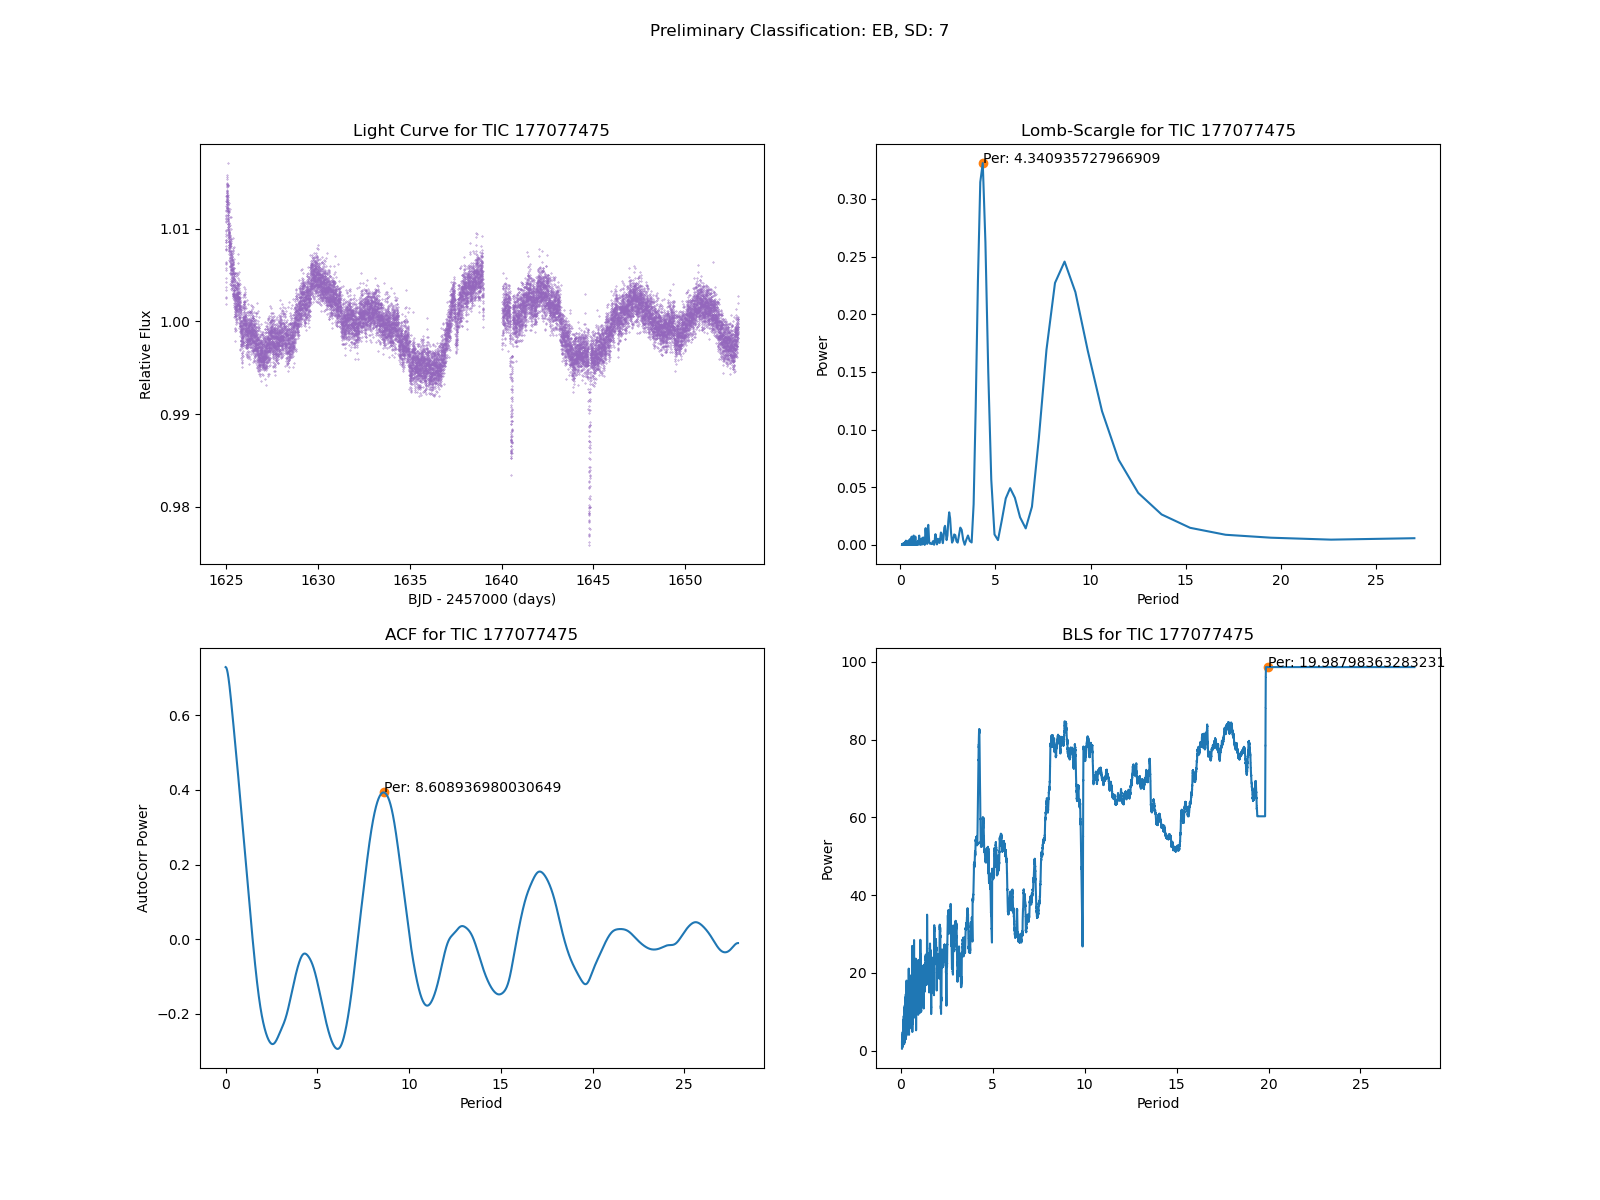 Preliminary Classification: EB, SD: 7
Light Curve for TIC 177077475
Relative Flux
1.01
1.00
0.99
0.98
1625 1630 1635 1640 1645 1650
BJD - 2457000 (days)
Lomb-Scargle for TIC 177077475
Per: 4.340935727966909
Power
0.30
0.25
0.20
0.15
0.10
0.05
0.00
0 5 10 15 20 25
Period
ACF for TIC 177077475
Per: 8.608936980030649
AutoCorr Power
0.6
0.4
0.2
0.0
−0.2
0 5 10 15 20 25
Period
BLS for TIC 177077475
Per: 19.98798363283231
Power
100
80
60
40
20
0
0 5 10 15 20 25
Period